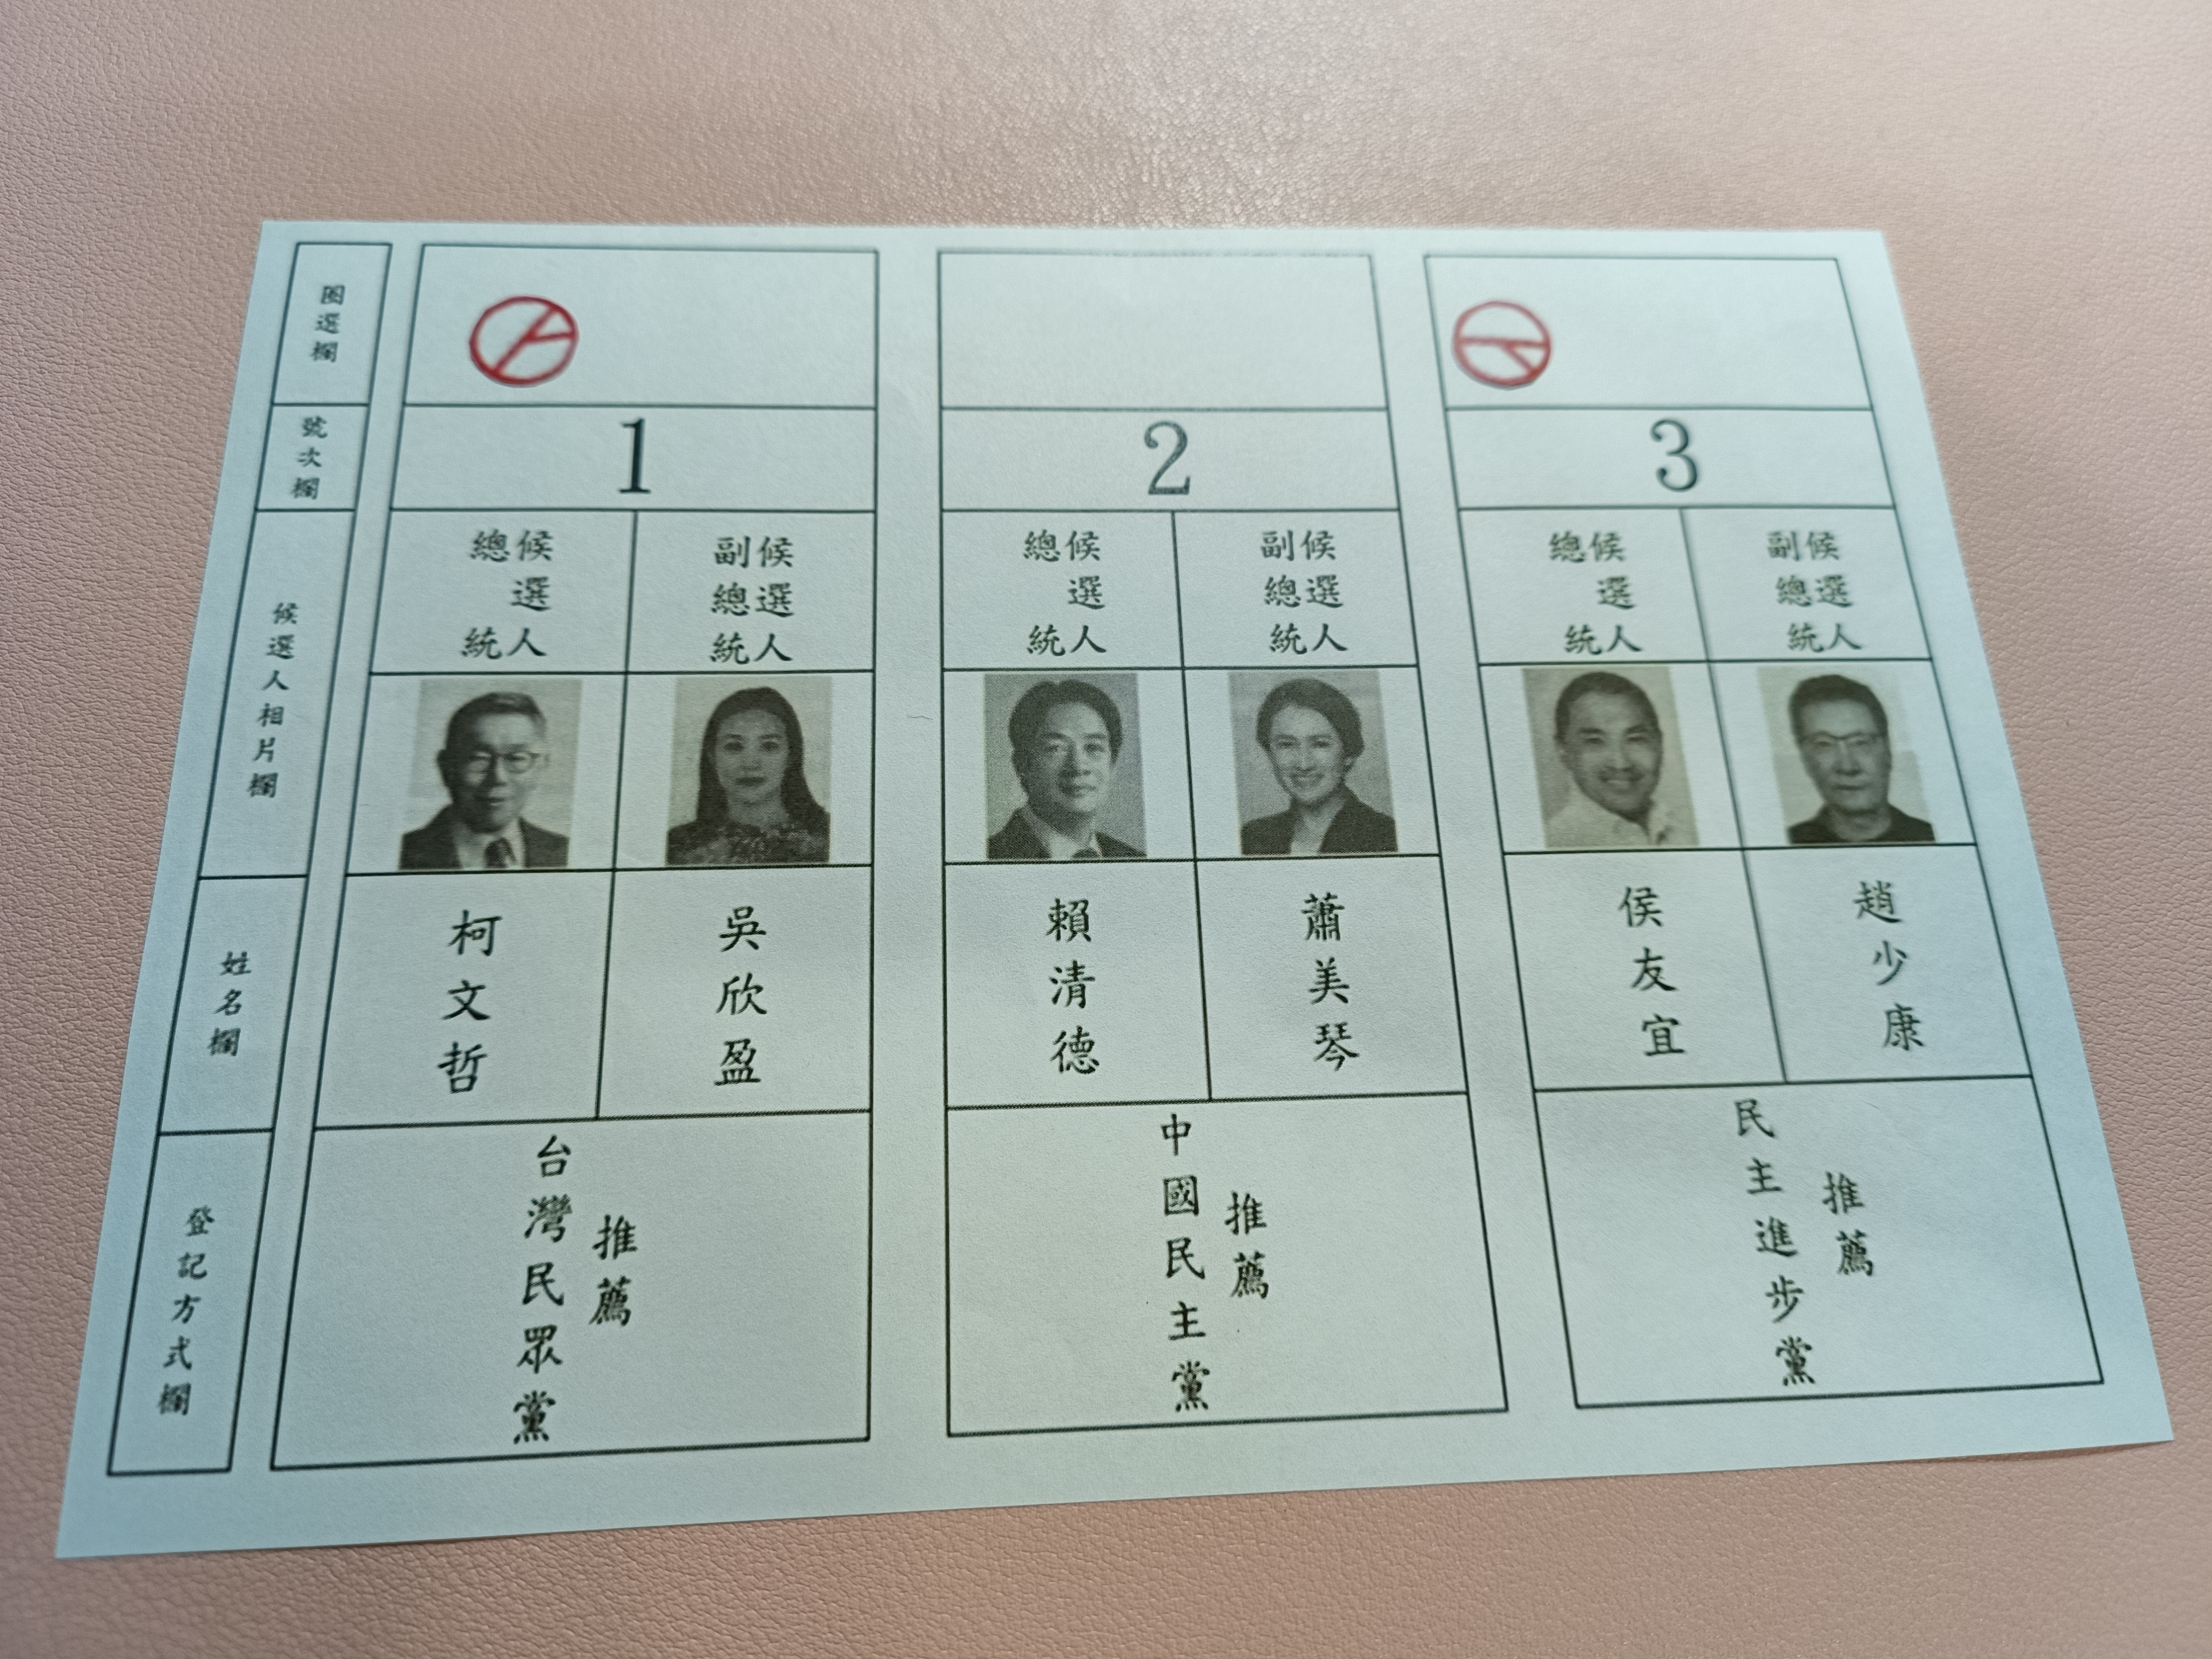 圈選欄
號次欄
候選人相片欄
姓名欄
登記方式欄
1
總統候選人
副總統候選人
柯文哲
吳欣盈
台灣民眾黨
推薦
2
總統候選人
副總統候選人
賴清德
蕭美琴
中國民主黨
推薦
3
總統候選人
副總統候選人
侯友宜
趙少康
民主進步黨
推薦